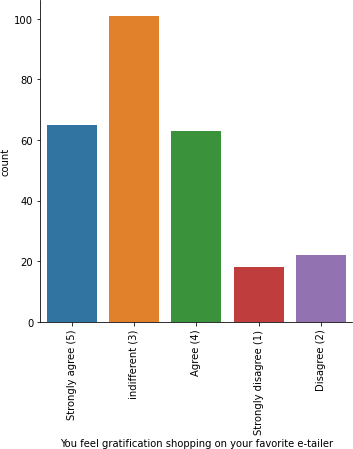 100
80
60
40
20
0
count
Strongly agree (5)
indifferent (3)
Agree (4)
Strongly disagree (1)
Disagree (2)
You feel gratification shopping on your favorite e-tailer